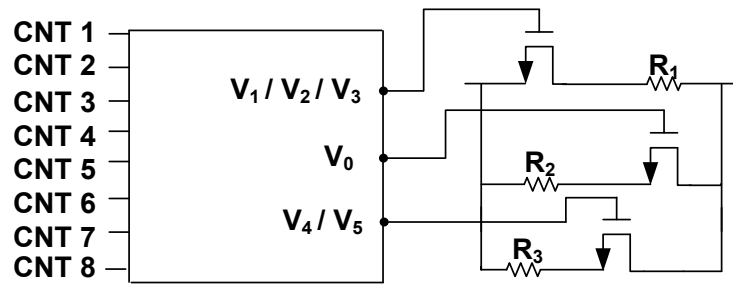 CNT 1
CNT 2
CNT 3
CNT 4
CNT 5
CNT 6
CNT 7
CNT 8
V₁ / V₂ / V₃
V₀
V₄ / V₅
R₁
R₂
R₃